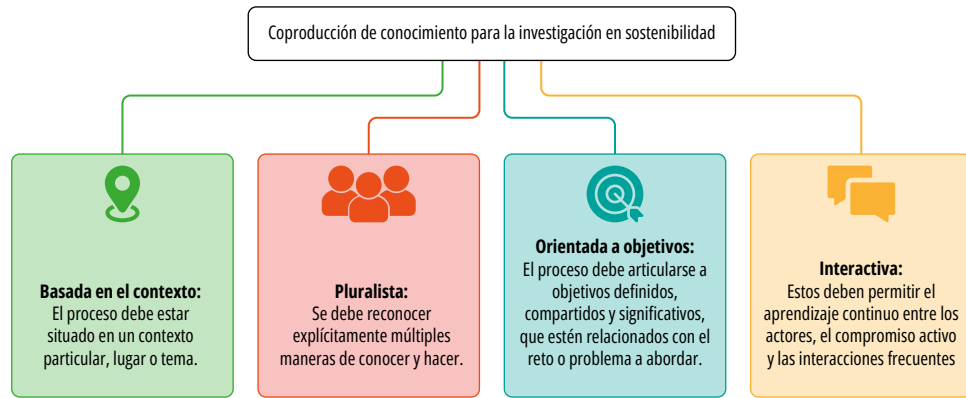 Coproducción de conocimiento para la investigación en sostenibilidad
Basada en el contexto:
El proceso debe estar
situado en un contexto
particular, lugar o tema.
Pluralista:
Se debe reconocer
explícitamente múltiples
maneras de conocer y hacer.
Orientada a objetivos:
El proceso debe articularse a
objetivos definidos,
compartidos y significativos,
que estén relacionados con el
reto o problema a abordar.
Interactiva:
Estos deben permitir el
aprendizaje continuo entre los
actores, el compromiso activo
y las interacciones frecuentes